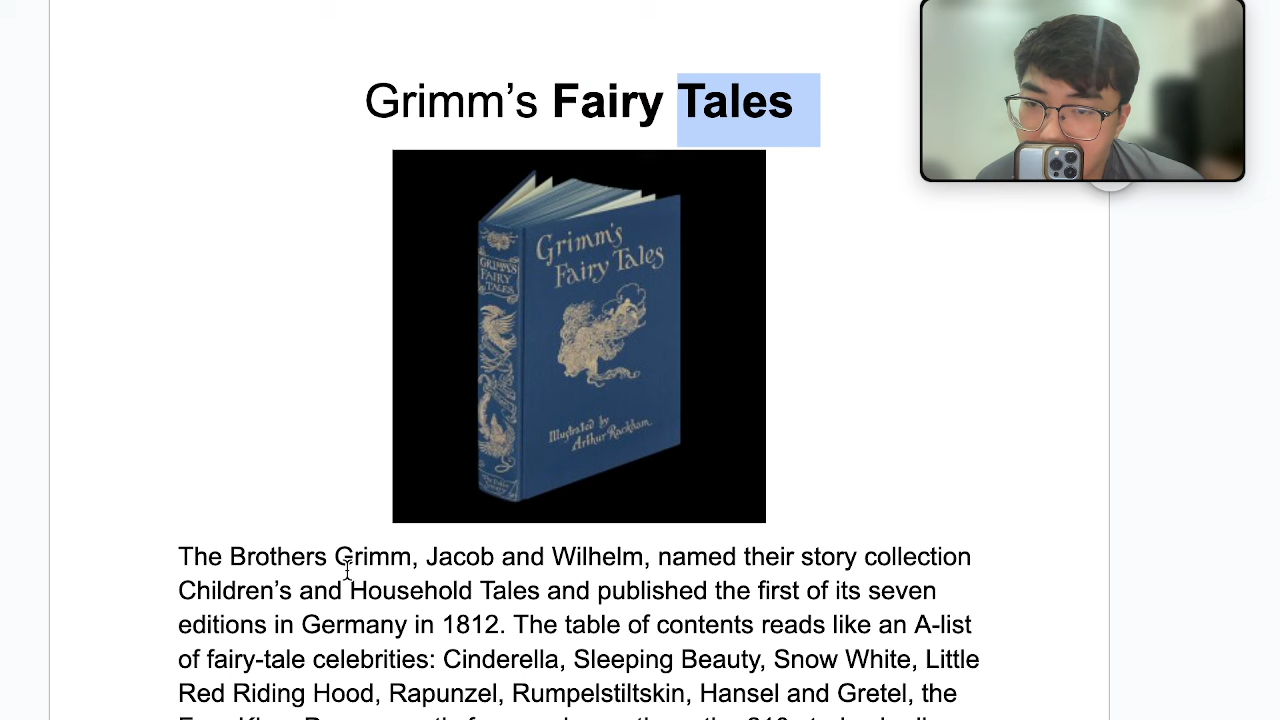 Grimm’s Fairy Tales
Grimm's
Fairy Tales
GRIMM'S
FAIRY
TALES
Illustrated by
Arthur Rackham
The Brothers Grimm, Jacob and Wilhelm, named their story collection
Children’s and Household Tales and published the first of its seven
editions in Germany in 1812. The table of contents reads like an A-list
of fairy-tale celebrities: Cinderella, Sleeping Beauty, Snow White, Little
Red Riding Hood, Rapunzel, Rumpelstiltskin, Hansel and Gretel, the